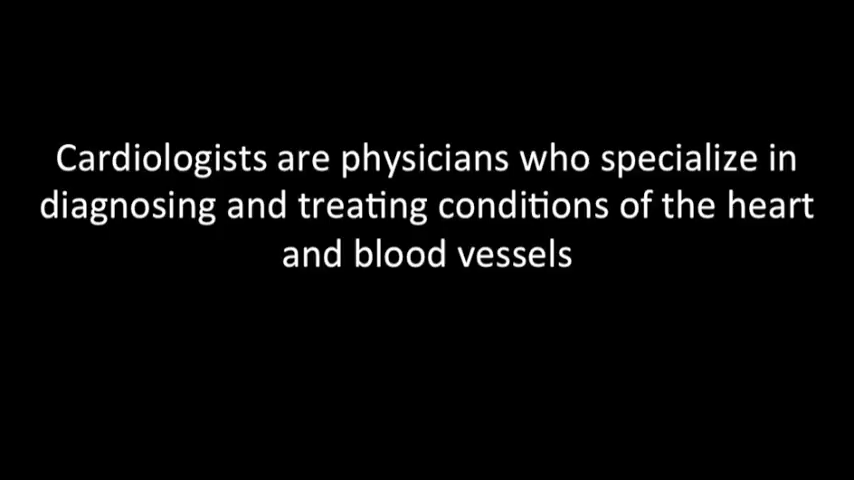 Cardiologists are physicians who specialize in
diagnosing and treating conditions of the heart
and blood vessels